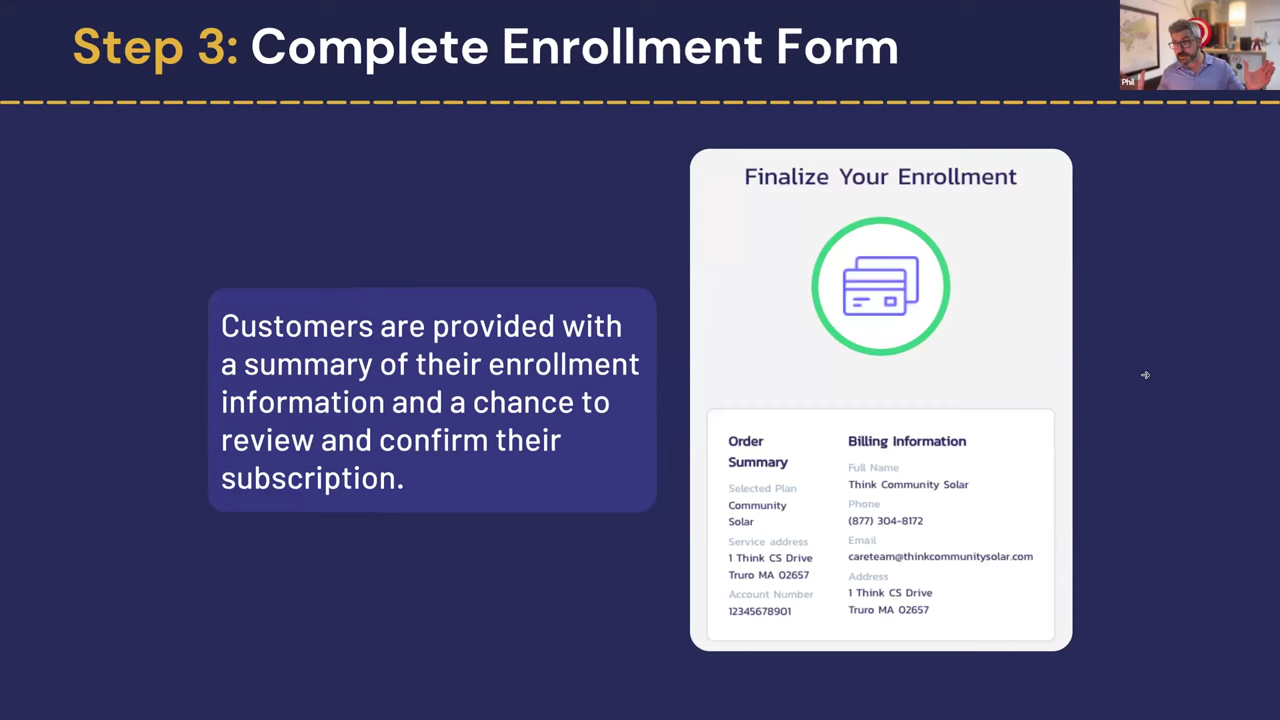 Step 3: Complete Enrollment Form
Phil
Customers are provided with
a summary of their enrollment
information and a chance to
review and confirm their
subscription.
Finalize Your Enrollment
Order
Summary
Selected Plan
Community
Solar
Service address
1 Think CS Drive
Truro MA 02657
Account Number
12345678901
Billing Information
Full Name
Think Community Solar
Phone
(877) 304-8172
Email
careteam@thinkcommunitysolar.com
Address
1 Think CS Drive
Truro MA 02657